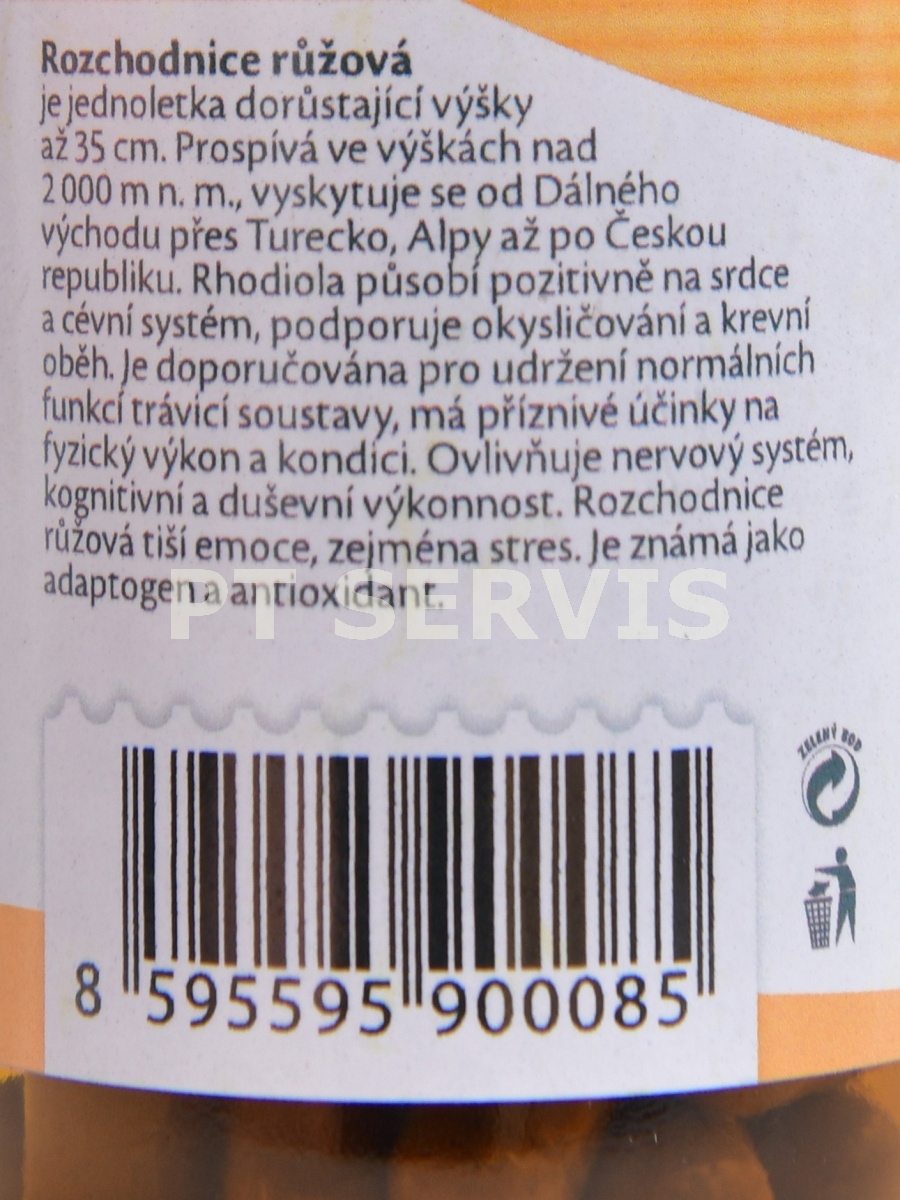 Rozchodnice růžová
je jednoletka dorůstající výšky
až 35 cm. Prospívá ve výškách nad
2 000 m n. m., vyskytuje se od Dálného
východu přes Turecko, Alpy až po Českou
republiku. Rhodiola působí pozitivně na srdce
a cévní systém, podporuje okysličování a krevní
oběh. Je doporučována pro udržení normálních
funkcí trávicí soustavy, má příznivé účinky na
fyzický výkon a kondici. Ovlivňuje nervový systém,
kognitivní a duševní výkonnost. Rozchodnice
růžová tiší emoce, zejména stres. Je známá jako
adaptogen a antioxidant.
PT SERVIS
ZELENÝ BOD
8 595595 900085